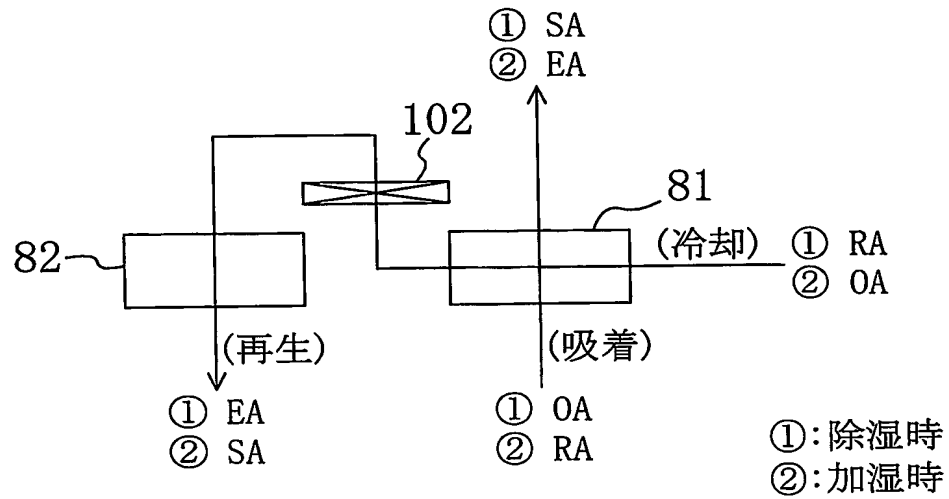 ① SA
② EA
102
81
(冷却)
① RA
② OA
82
(再生)
(吸着)
① EA
② SA
① OA
② RA
①:除湿時
②:加湿時